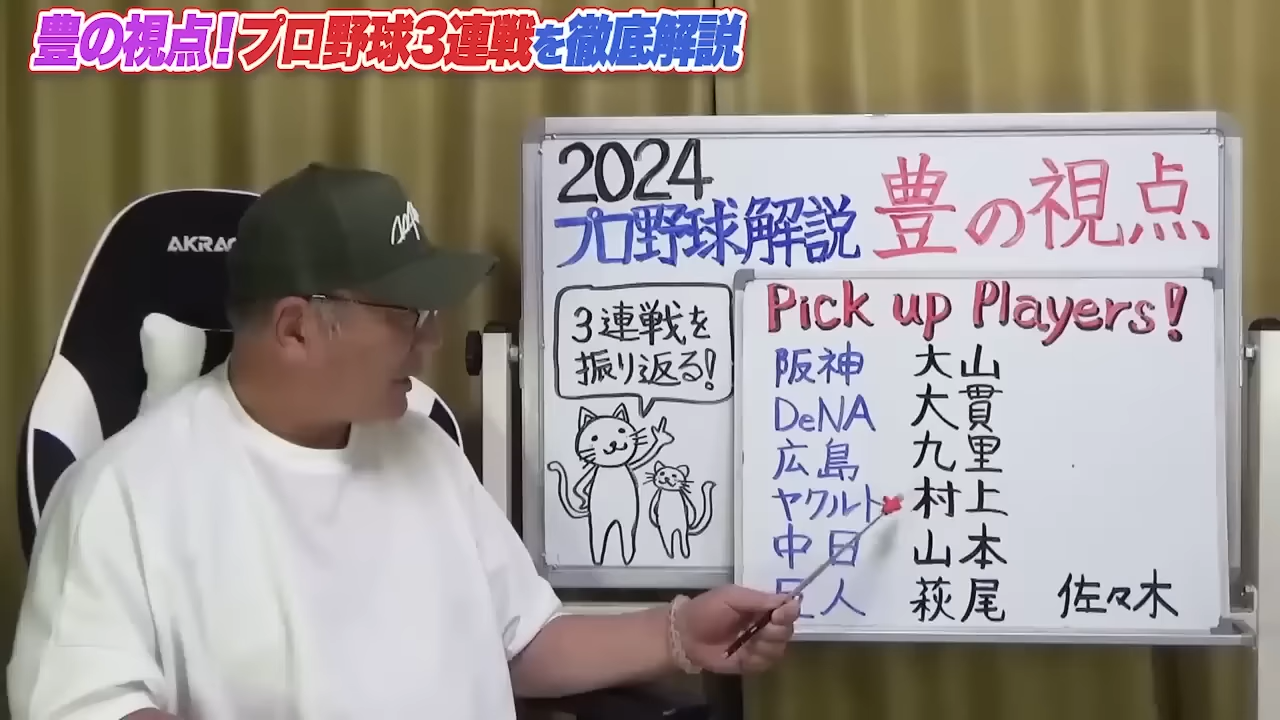 豊の視点！プロ野球3連戦を徹底解説
AKRAC
2024
プロ野球解説 豊の視点
3連戦を
振り返る!
Pick up Players!
阪神 大山
DeNA 大貫
広島 九里
ヤクルト 村上
中日 山本
巨人 萩尾 佐々木